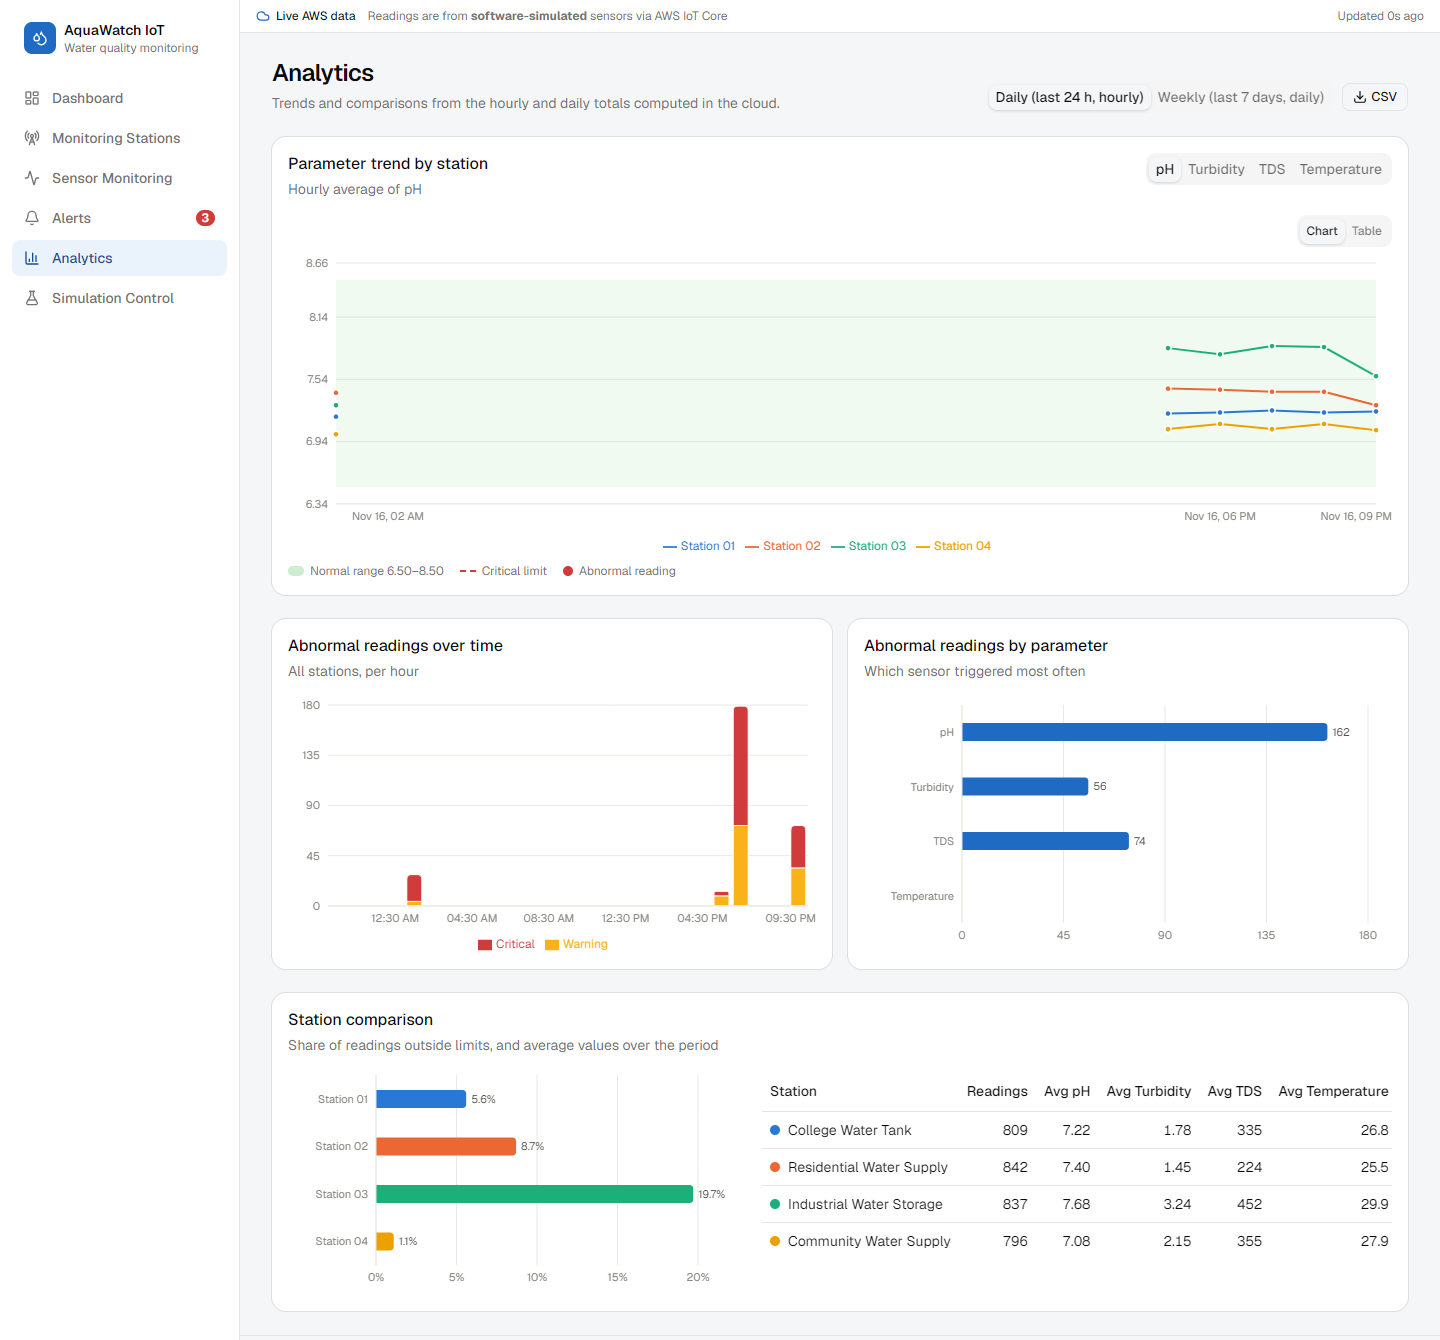 AquaWatch IoT
Water quality monitoring
Dashboard
Monitoring Stations
Sensor Monitoring
Alerts 3
Analytics
Simulation Control
Live AWS data Readings are from software-simulated sensors via AWS IoT Core Updated 0s ago
Analytics
Trends and comparisons from the hourly and daily totals computed in the cloud.
Daily (last 24 h, hourly) Weekly (last 7 days, daily) CSV
Parameter trend by station
Hourly average of pH
pH Turbidity TDS Temperature
Chart Table
8.66
8.14
7.54
6.94
6.34
Nov 16, 02 AM Nov 16, 06 PM Nov 16, 09 PM
Station 01 Station 02 Station 03 Station 04
Normal range 6.50–8.50 Critical limit Abnormal reading
Abnormal readings over time
All stations, per hour
180
135
90
45
0
12:30 AM 04:30 AM 08:30 AM 12:30 PM 04:30 PM 09:30 PM
Critical Warning
Abnormal readings by parameter
Which sensor triggered most often
pH 162
Turbidity 56
TDS 74
Temperature
0 45 90 135 180
Station comparison
Share of readings outside limits, and average values over the period
Station 01 5.6%
Station 02 8.7%
Station 03 19.7%
Station 04 1.1%
0% 5% 10% 15% 20%
Station Readings Avg pH Avg Turbidity Avg TDS Avg Temperature
College Water Tank 809 7.22 1.78 335 26.8
Residential Water Supply 842 7.40 1.45 224 25.5
Industrial Water Storage 837 7.68 3.24 452 29.9
Community Water Supply 796 7.08 2.15 355 27.9